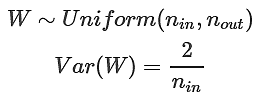 W ∼ Uniform(n_in, n_out)
Var(W) = 2/n_in